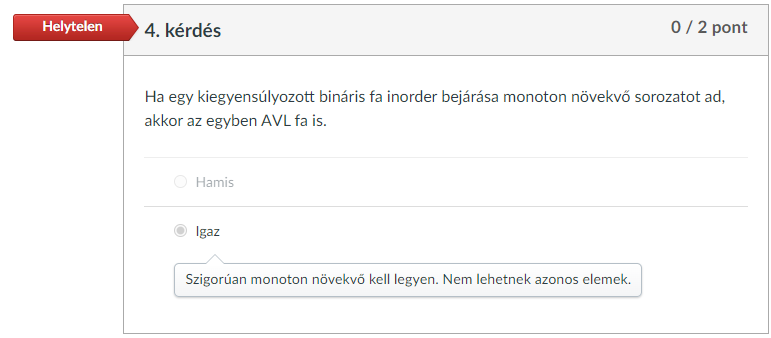 Helytelen
4. kérdés
0 / 2 pont
Ha egy kiegyensúlyozott bináris fa inorder bejárása monoton növekvő sorozatot ad,
akkor az egyben AVL fa is.
Hamis
Igaz
Szigorúan monoton növekvő kell legyen. Nem lehetnek azonos elemek.